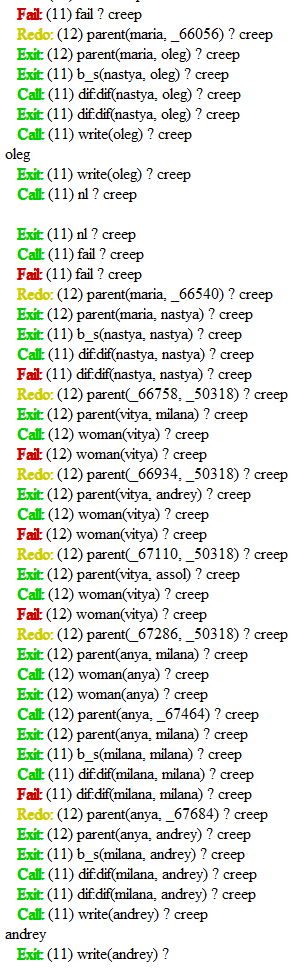 Fail: (11) fail ? creep
Redo: (12) parent(maria, _66056) ? creep
Exit: (12) parent(maria, oleg) ? creep
Exit: (11) b_s(nastya, oleg) ? creep
Call: (11) dif:dif(nastya, oleg) ? creep
Exit: (11) dif:dif(nastya, oleg) ? creep
Call: (11) write(oleg) ? creep
oleg
Exit: (11) write(oleg) ? creep
Call: (11) nl ? creep
Exit: (11) nl ? creep
Call: (11) fail ? creep
Fail: (11) fail ? creep
Redo: (12) parent(maria, _66540) ? creep
Exit: (12) parent(maria, nastya) ? creep
Exit: (11) b_s(nastya, nastya) ? creep
Call: (11) dif:dif(nastya, nastya) ? creep
Fail: (11) dif:dif(nastya, nastya) ? creep
Redo: (12) parent(_66758, _50318) ? creep
Exit: (12) parent(vitya, milana) ? creep
Call: (12) woman(vitya) ? creep
Fail: (12) woman(vitya) ? creep
Redo: (12) parent(_66934, _50318) ? creep
Exit: (12) parent(vitya, andrey) ? creep
Call: (12) woman(vitya) ? creep
Fail: (12) woman(vitya) ? creep
Redo: (12) parent(_67110, _50318) ? creep
Exit: (12) parent(vitya, assol) ? creep
Call: (12) woman(vitya) ? creep
Fail: (12) woman(vitya) ? creep
Redo: (12) parent(_67286, _50318) ? creep
Exit: (12) parent(anya, milana) ? creep
Call: (12) woman(anya) ? creep
Exit: (12) woman(anya) ? creep
Call: (12) parent(anya, _67464) ? creep
Exit: (12) parent(anya, milana) ? creep
Exit: (11) b_s(milana, milana) ? creep
Call: (11) dif:dif(milana, milana) ? creep
Fail: (11) dif:dif(milana, milana) ? creep
Redo: (12) parent(anya, _67684) ? creep
Exit: (12) parent(anya, andrey) ? creep
Exit: (11) b_s(milana, andrey) ? creep
Call: (11) dif:dif(milana, andrey) ? creep
Exit: (11) dif:dif(milana, andrey) ? creep
Call: (11) write(andrey) ? creep
andrey
Exit: (11) write(andrey) ?